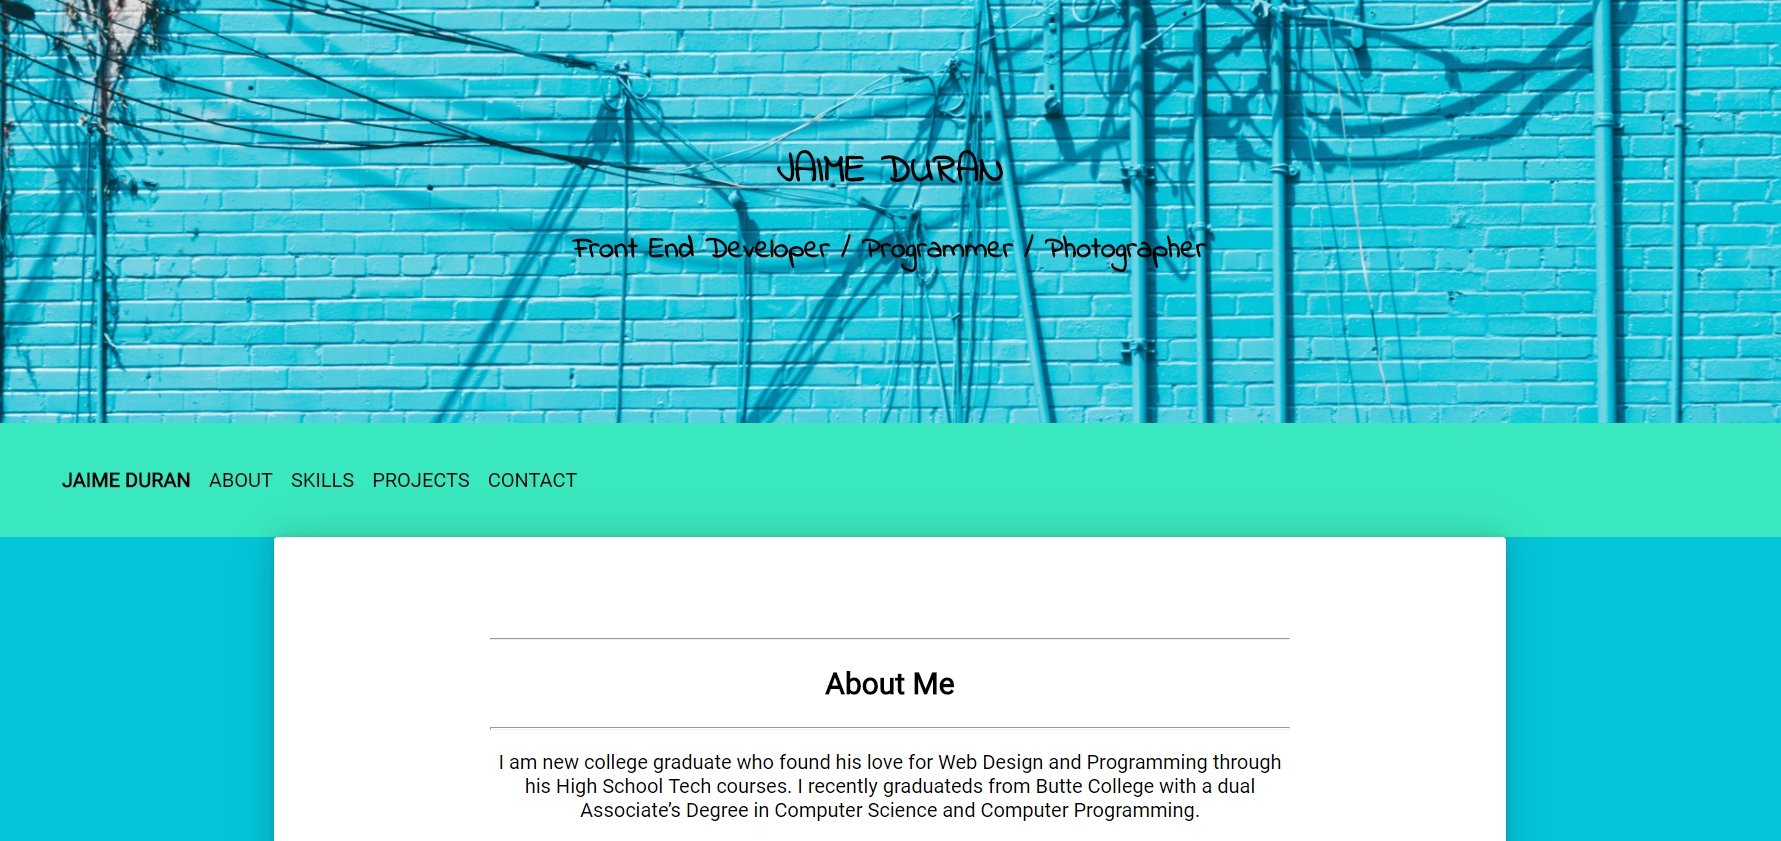 JAIME DURAN
Front End Developer / Programmer / Photographer
JAIME DURAN ABOUT SKILLS PROJECTS CONTACT
About Me
I am new college graduate who found his love for Web Design and Programming through
his High School Tech courses. I recently graduateds from Butte College with a dual
Associate’s Degree in Computer Science and Computer Programming.